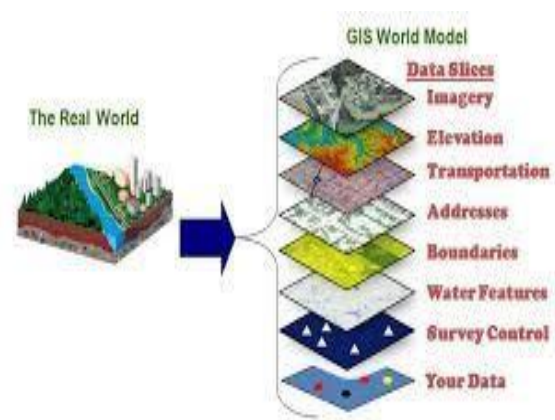 GIS World Model
Data Slices
Imagery
The Real World
Elevation
Transportation
Addresses
Boundaries
Water Features
Survey Control
Your Data